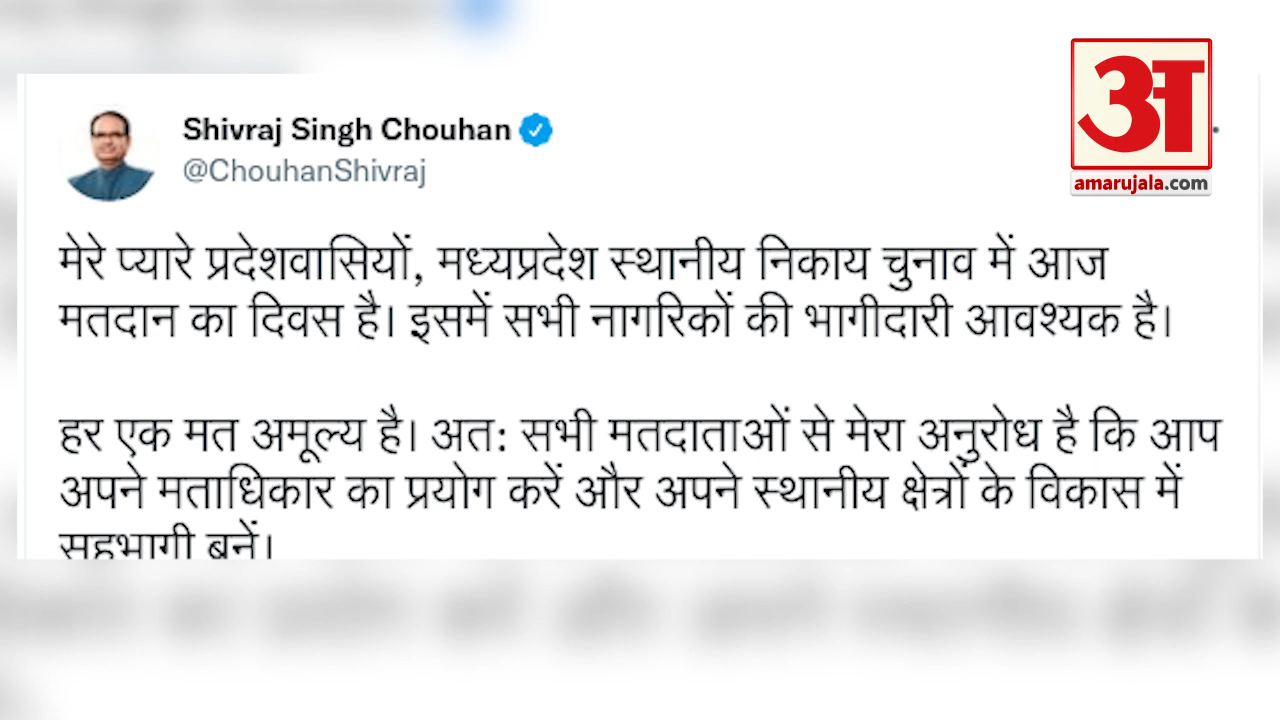 Shivraj Singh Chouhan
@ChouhanShivraj
अ
amarujala.com
मेरे प्यारे प्रदेशवासियों, मध्यप्रदेश स्थानीय निकाय चुनाव में आज
मतदान का दिवस है। इसमें सभी नागरिकों की भागीदारी आवश्यक है।
हर एक मत अमूल्य है। अत: सभी मतदाताओं से मेरा अनुरोध है कि आप
अपने मताधिकार का प्रयोग करें और अपने स्थानीय क्षेत्रों के विकास में
सहभागी बनें।